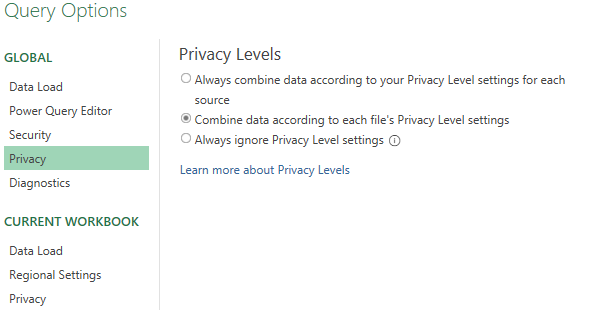 Query Options
GLOBAL
Data Load
Power Query Editor
Security
Privacy
Diagnostics
CURRENT WORKBOOK
Data Load
Regional Settings
Privacy
Privacy Levels
Always combine data according to your Privacy Level settings for each
source
Combine data according to each file's Privacy Level settings
Always ignore Privacy Level settings
Learn more about Privacy Levels